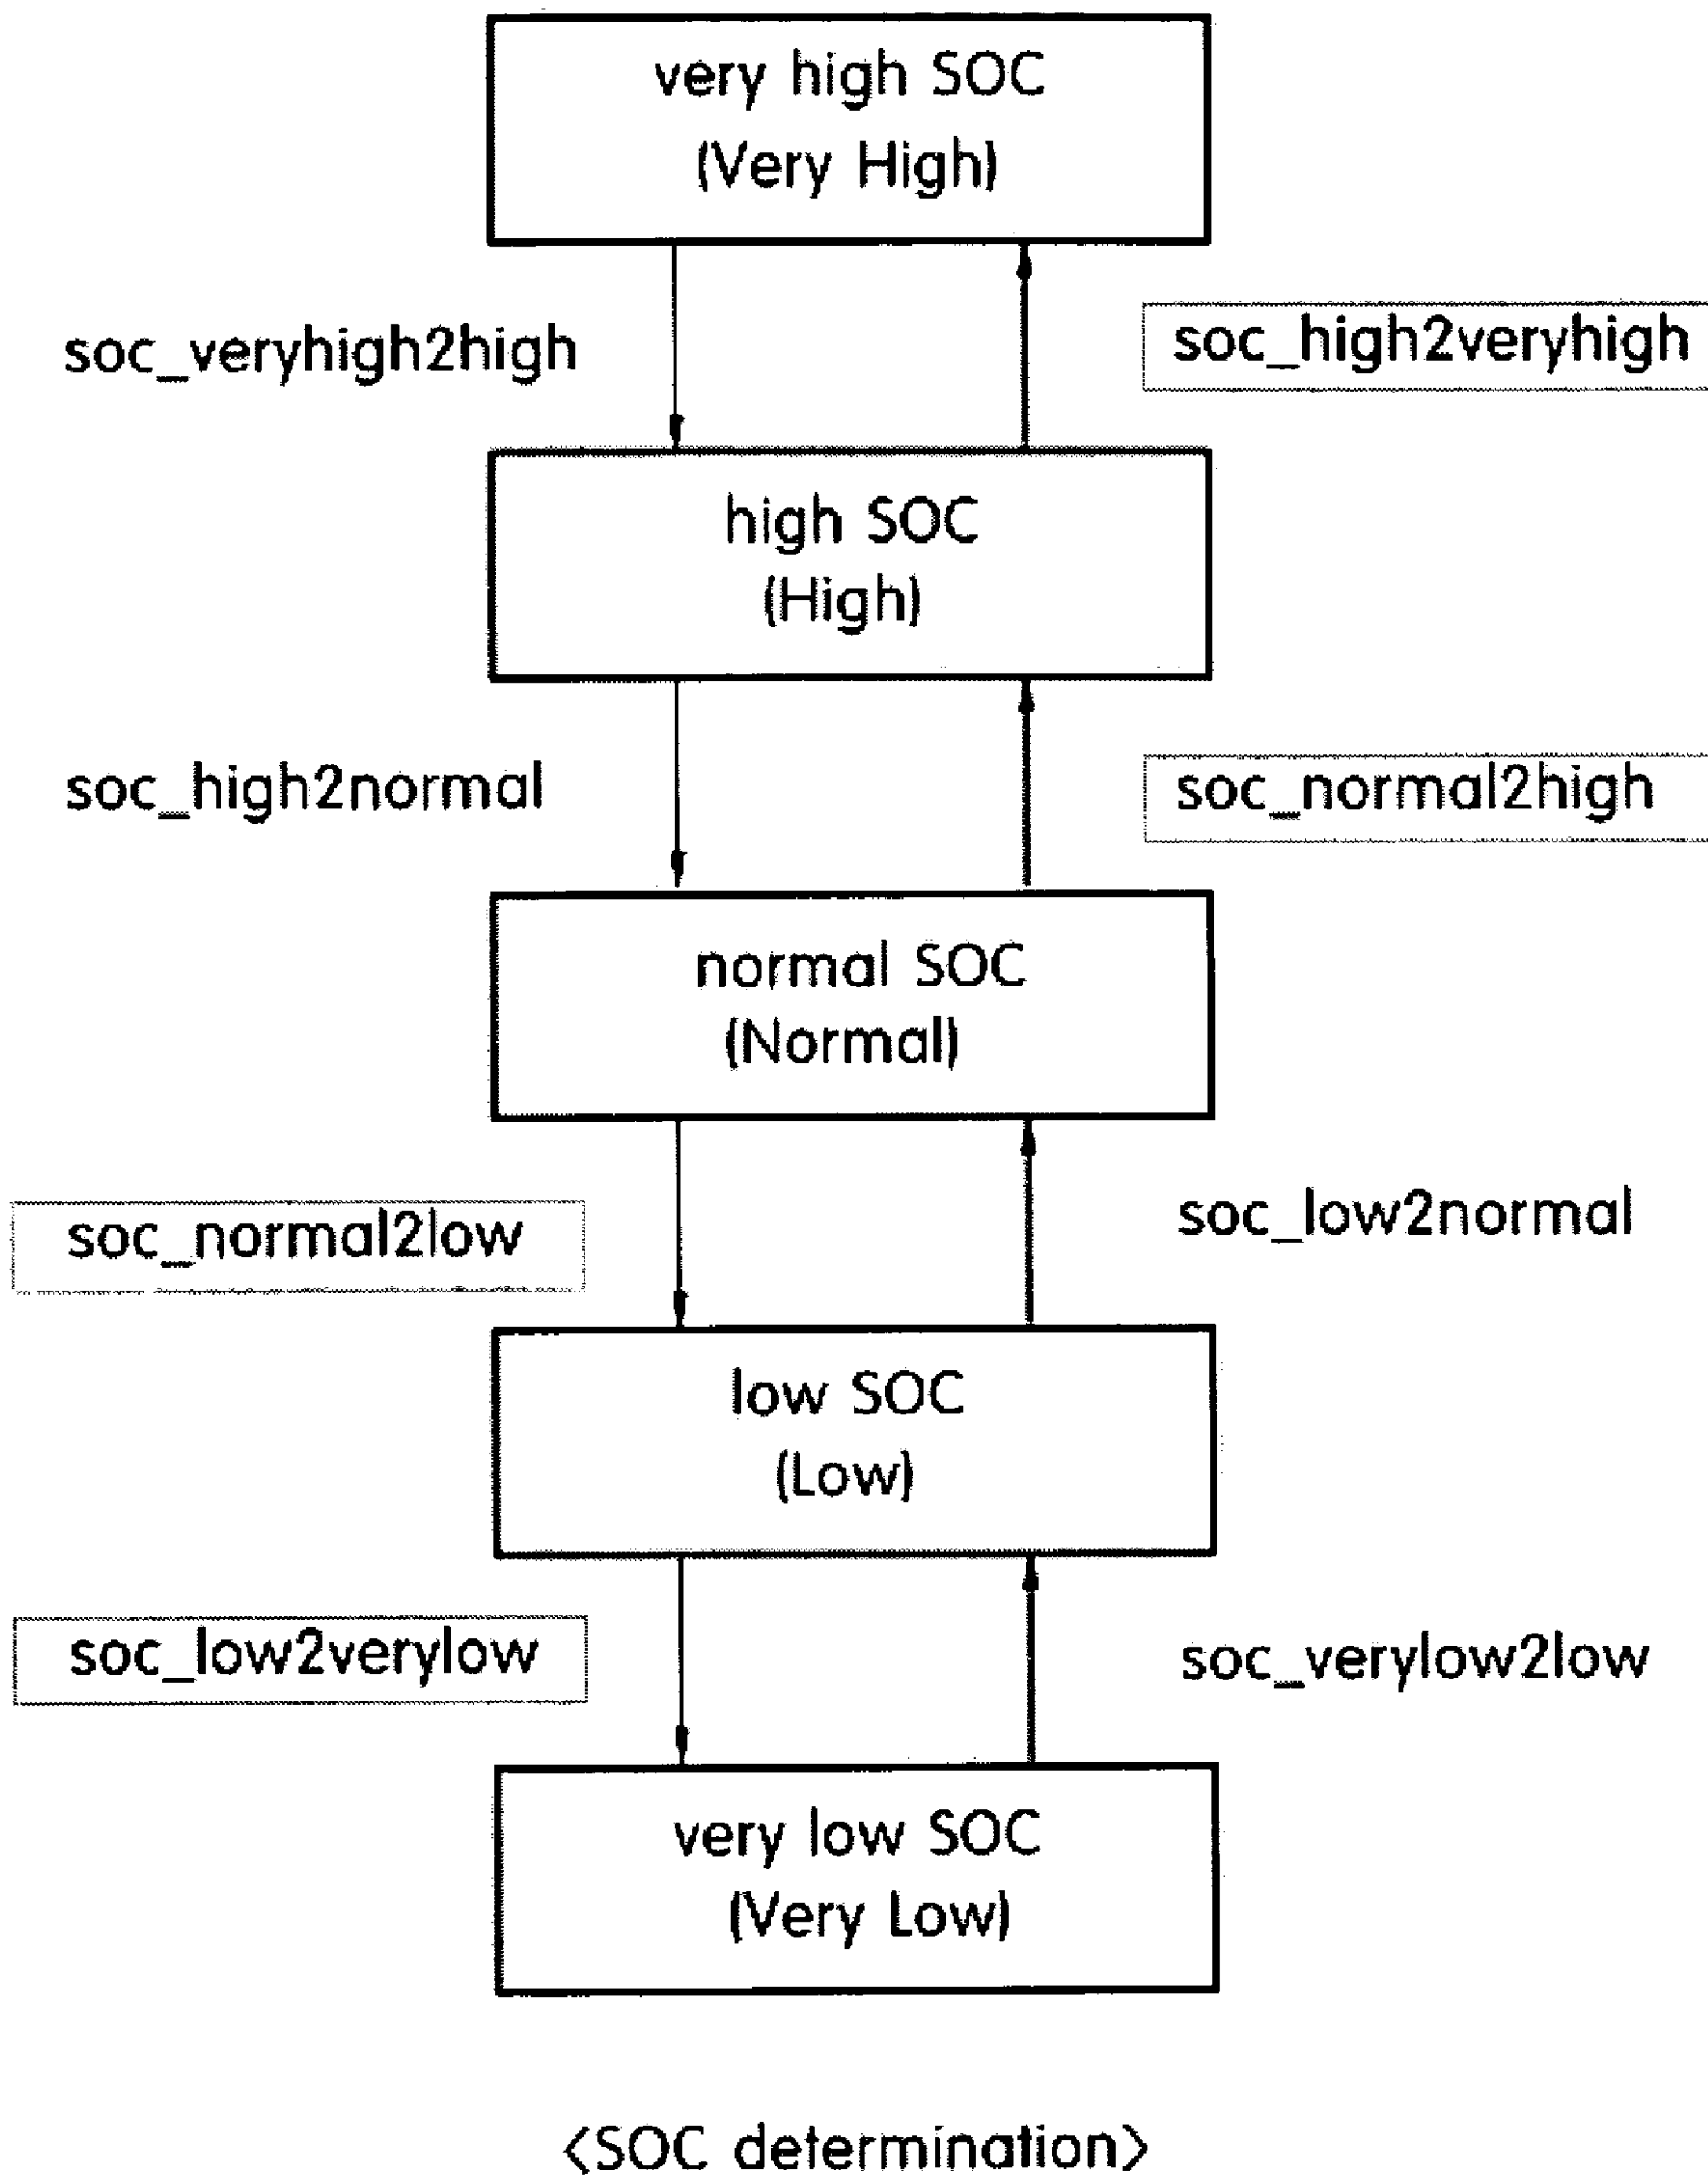 very high SOC
(Very High)
soc_veryhigh2high
soc_high2veryhigh
high SOC
(High)
soc_high2normal
soc_normal2high
normal SOC
(Normal)
soc_normal2low
soc_low2normal
low SOC
(Low)
soc_low2verylow
soc_verylow2low
very low SOC
(Very Low)
<SOC determination>